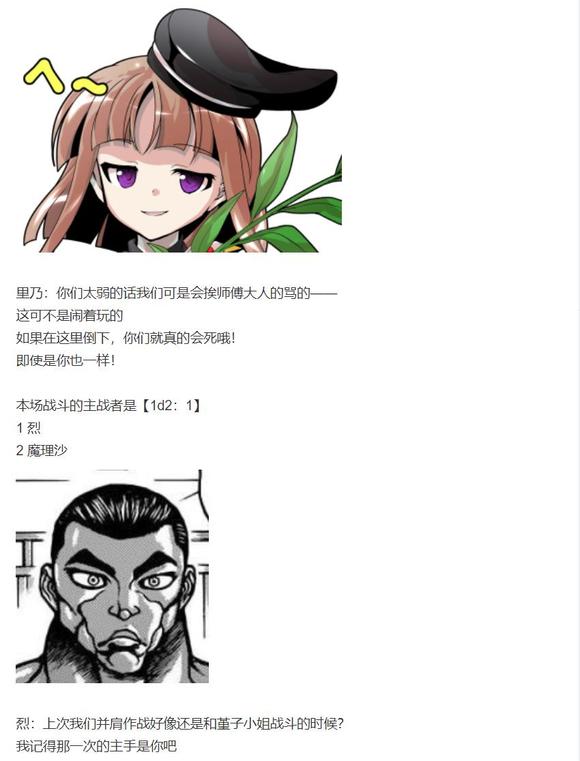 へ～
里乃：你们太弱的话我们可是会挨师傅大人的骂的——
这可不是闹着玩的
如果在这里倒下，你们就真的会死哦！
即使是你也一样！
本场战斗的主战者是【1d2：1】
1 烈
2 魔理沙
烈：上次我们并肩作战好像还是和堇子小姐战斗的时候？
我记得那一次的主手是你吧